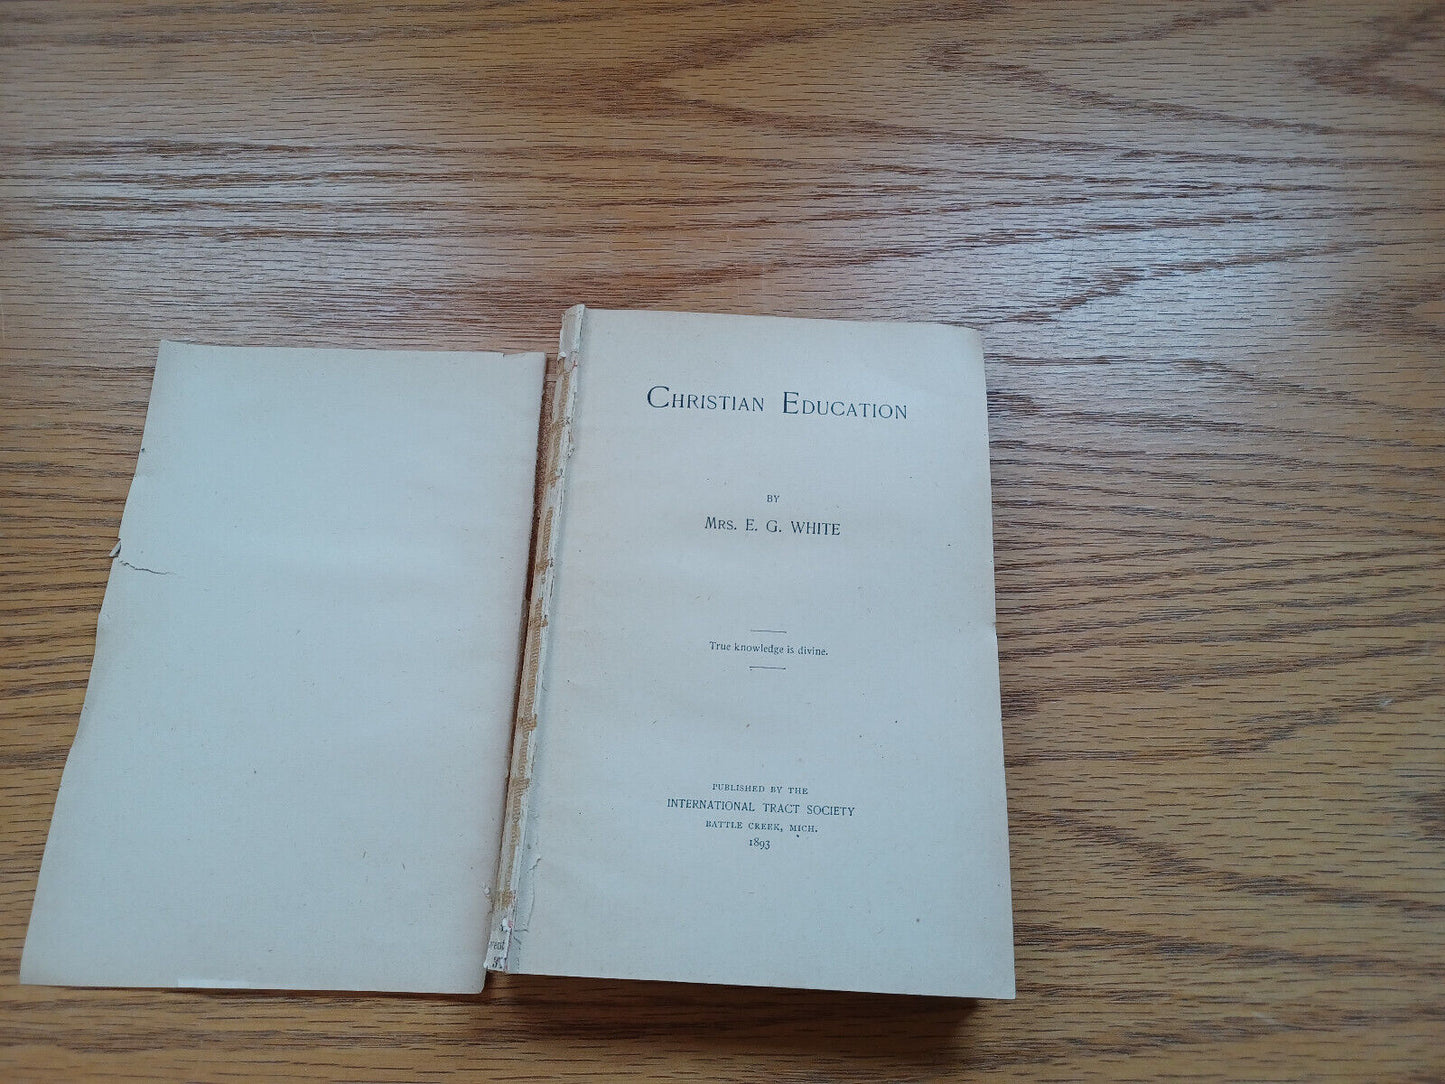 CHRISTIAN EDUCATION
BY
MRS. E. G. WHITE
True knowledge is divine.
PUBLISHED BY THE
INTERNATIONAL TRACT SOCIETY
BATTLE CREEK, MICH.
1893